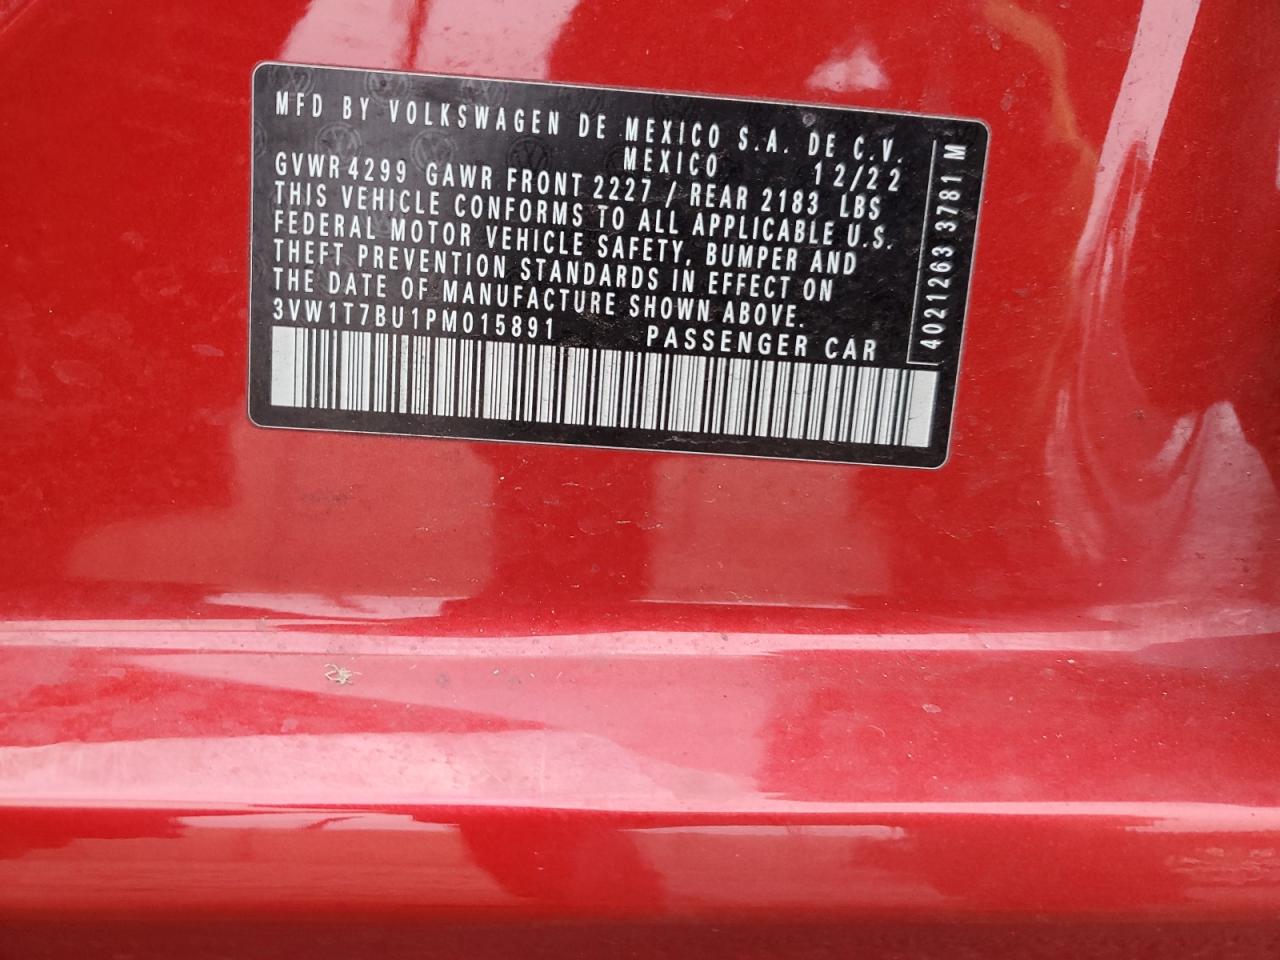 MFD BY VOLKSWAGEN DE MEXICO S.A. DE C.V.
MEXICO 12/22
GVWR 4299 GAWR FRONT 2227 / REAR 2183 LBS
THIS VEHICLE CONFORMS TO ALL APPLICABLE U.S.
FEDERAL MOTOR VEHICLE SAFETY, BUMPER AND
THEFT PREVENTION STANDARDS IN EFFECT ON
THE DATE OF MANUFACTURE SHOWN ABOVE.
3VW1T7BU1PM015891 PASSENGER CAR
4021263 3781 M